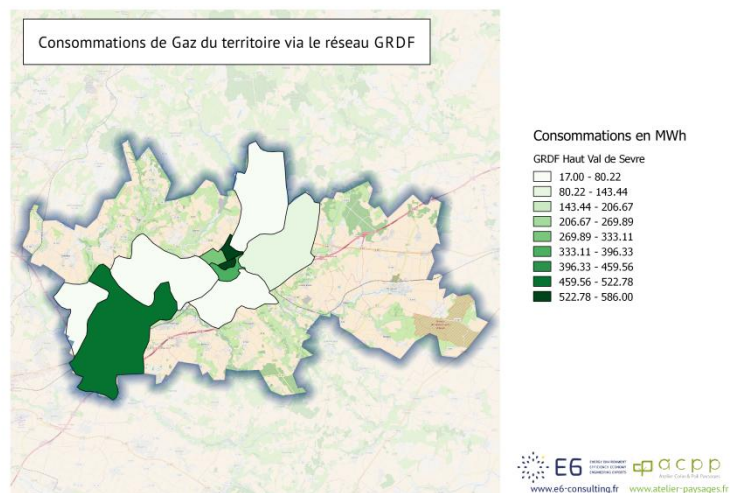 Consommations de Gaz du territoire via le réseau GRDF
Consommations en MWh
GRDF Haut Val de Sevre
17.00 - 80.22
80.22 - 143.44
143.44 - 206.67
206.67 - 269.89
269.89 - 333.11
333.11 - 396.33
396.33 - 459.56
459.56 - 522.78
522.78 - 586.00
E6
acpp
www.e6-consulting.fr
www.atelier-paysages.fr